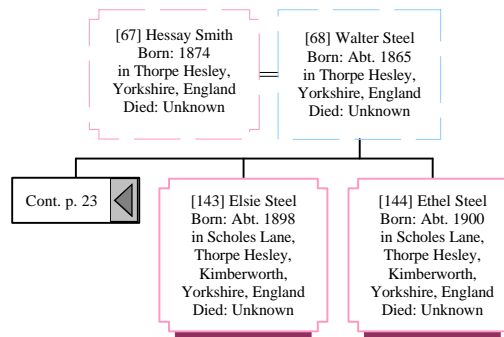 [67] Hessay Smith
Born: 1874
in Thorpe Hesley,
Yorkshire, England
Died: Unknown
[68] Walter Steel
Born: Abt. 1865
in Thorpe Hesley,
Yorkshire, England
Died: Unknown
Cont. p. 23
[143] Elsie Steel
Born: Abt. 1898
in Scholes Lane,
Thorpe Hesley,
Kimberworth,
Yorkshire, England
Died: Unknown
[144] Ethel Steel
Born: Abt. 1900
in Scholes Lane,
Thorpe Hesley,
Kimberworth,
Yorkshire, England
Died: Unknown